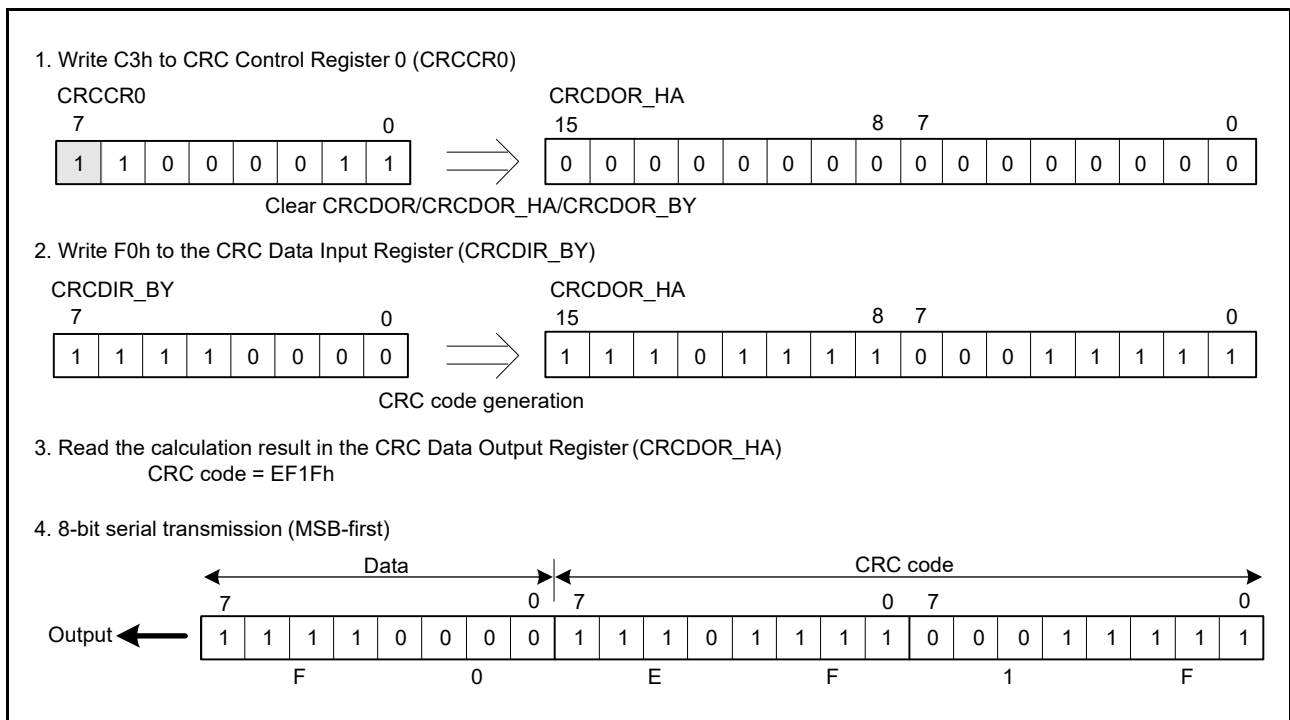 1. Write C3h to CRC Control Register 0 (CRCCR0)
CRCCR0 CRCDOR_HA
7 0 15 8 7 0
1 1 0 0 0 0 1 1 0 0 0 0 0 0 0 0 0 0 0 0 0 0 0 0
Clear CRCDOR/CRCDOR_HA/CRCDOR_BY
2. Write F0h to the CRC Data Input Register (CRCDIR_BY)
CRCDIR_BY CRCDOR_HA
7 0 15 8 7 0
1 1 1 1 0 0 0 0 1 1 1 0 1 1 1 1 0 0 0 1 1 1 1 1
CRC code generation
3. Read the calculation result in the CRC Data Output Register (CRCDOR_HA)
CRC code = EF1Fh
4. 8-bit serial transmission (MSB-first)
Data CRC code
7 0 7 0 7 0
Output 1 1 1 1 0 0 0 0 1 1 1 0 1 1 1 1 0 0 0 1 1 1 1 1
F 0 E F 1 F